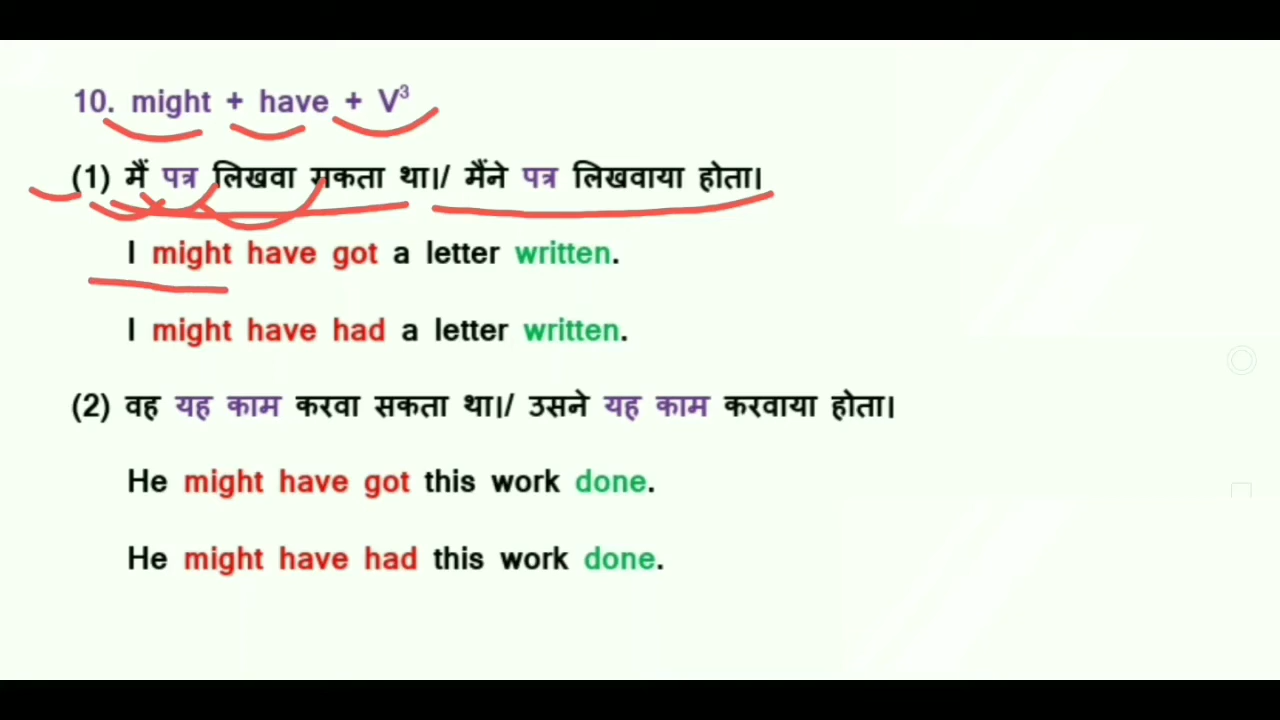 10. might + have + V³
(1) मैं पत्र लिखवा सकता था।/ मैंने पत्र लिखवाया होता।
I might have got a letter written.
I might have had a letter written.
(2) वह यह काम करवा सकता था।/ उसने यह काम करवाया होता।
He might have got this work done.
He might have had this work done.